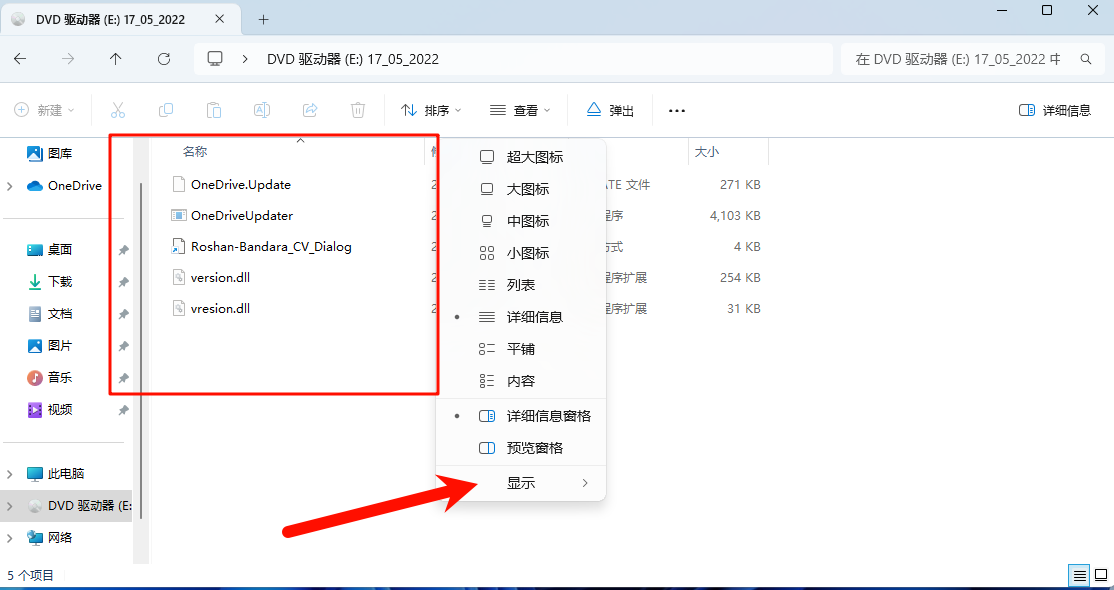 DVD 驱动器 (E:) 17_05_2022
DVD 驱动器 (E:) 17_05_2022
在 DVD 驱动器 (E:) 17_05_2022 中
新建
排序
查看
弹出
详细信息
图库
OneDrive
桌面
下载
文档
图片
音乐
视频
此电脑
DVD 驱动器 (E:
网络
名称
大小
OneDrive.Update
ATE 文件
271 KB
OneDriveUpdater
程序
4,103 KB
Roshan-Bandara_CV_Dialog
方式
4 KB
version.dll
程序扩展
254 KB
vresion.dll
程序扩展
31 KB
超大图标
大图标
中图标
小图标
列表
详细信息
平铺
内容
详细信息窗格
预览窗格
显示
5 个项目